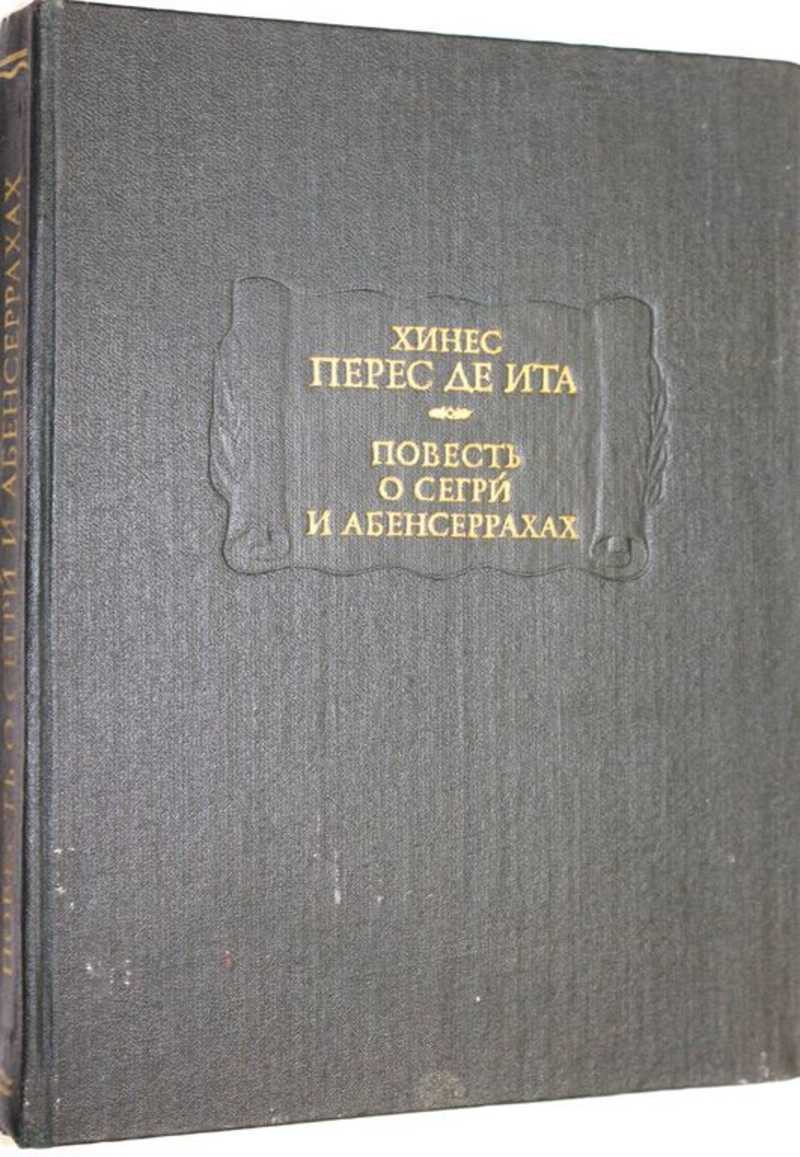 ХИНЕС
ПЕРЕС ДЕ ИТА
ПОВЕСТЬ
О СЕГРИ́
И АБЕНСЕРРАХАХ
ПОВЕСТЬ О СЕГРИ́ И АБЕНСЕРРАХАХ